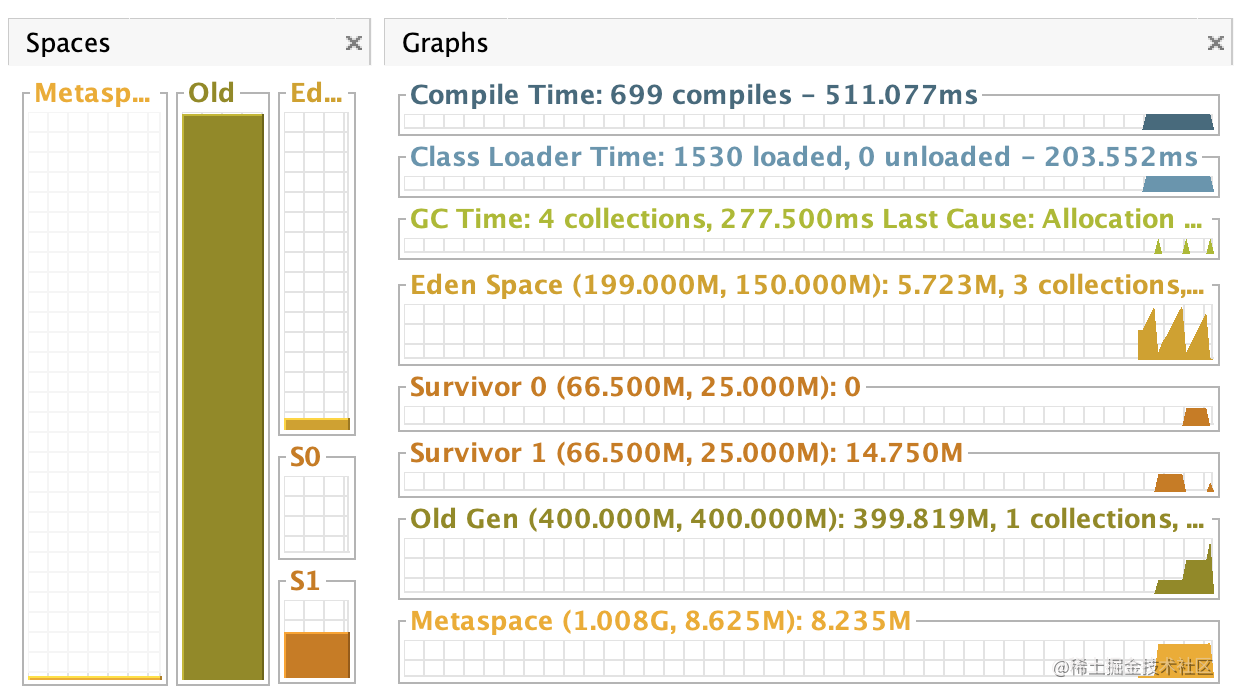 Spaces
Metasp...
Old
Ed...
S0
S1
Graphs
Compile Time: 699 compiles - 511.077ms
Class Loader Time: 1530 loaded, 0 unloaded - 203.552ms
GC Time: 4 collections, 277.500ms Last Cause: Allocation ...
Eden Space (199.000M, 150.000M): 5.723M, 3 collections,...
Survivor 0 (66.500M, 25.000M): 0
Survivor 1 (66.500M, 25.000M): 14.750M
Old Gen (400.000M, 400.000M): 399.819M, 1 collections, ...
Metaspace (1.008G, 8.625M): 8.235M
@稀土掘金技术社区